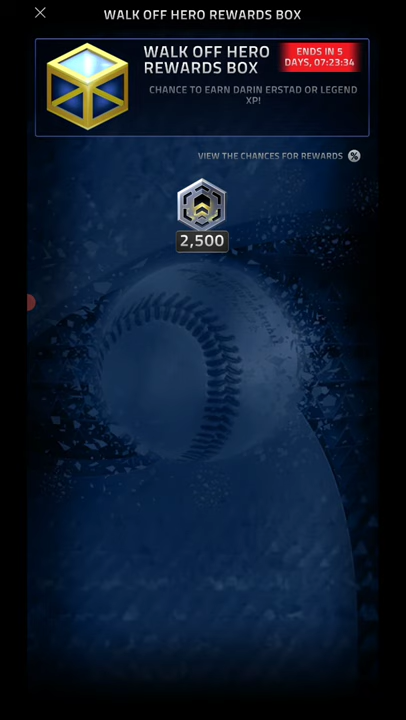 WALK OFF HERO REWARDS BOX
WALK OFF HERO
REWARDS BOX
ENDS IN 5
DAYS, 07:23:34
CHANCE TO EARN DARIN ERSTAD OR LEGEND
XP!
VIEW THE CHANCES FOR REWARDS
2,500